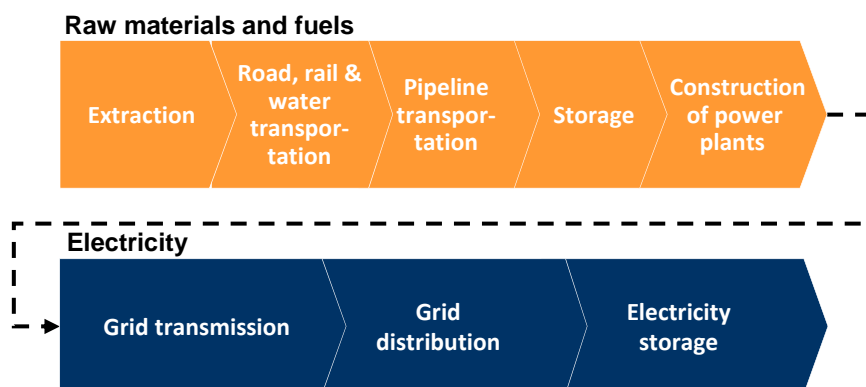 Raw materials and fuels
Extraction
Road, rail &
water
transpor-
tation
Pipeline
transpor-
tation
Storage
Construction
of power
plants
Electricity
Grid transmission
Grid
distribution
Electricity
storage